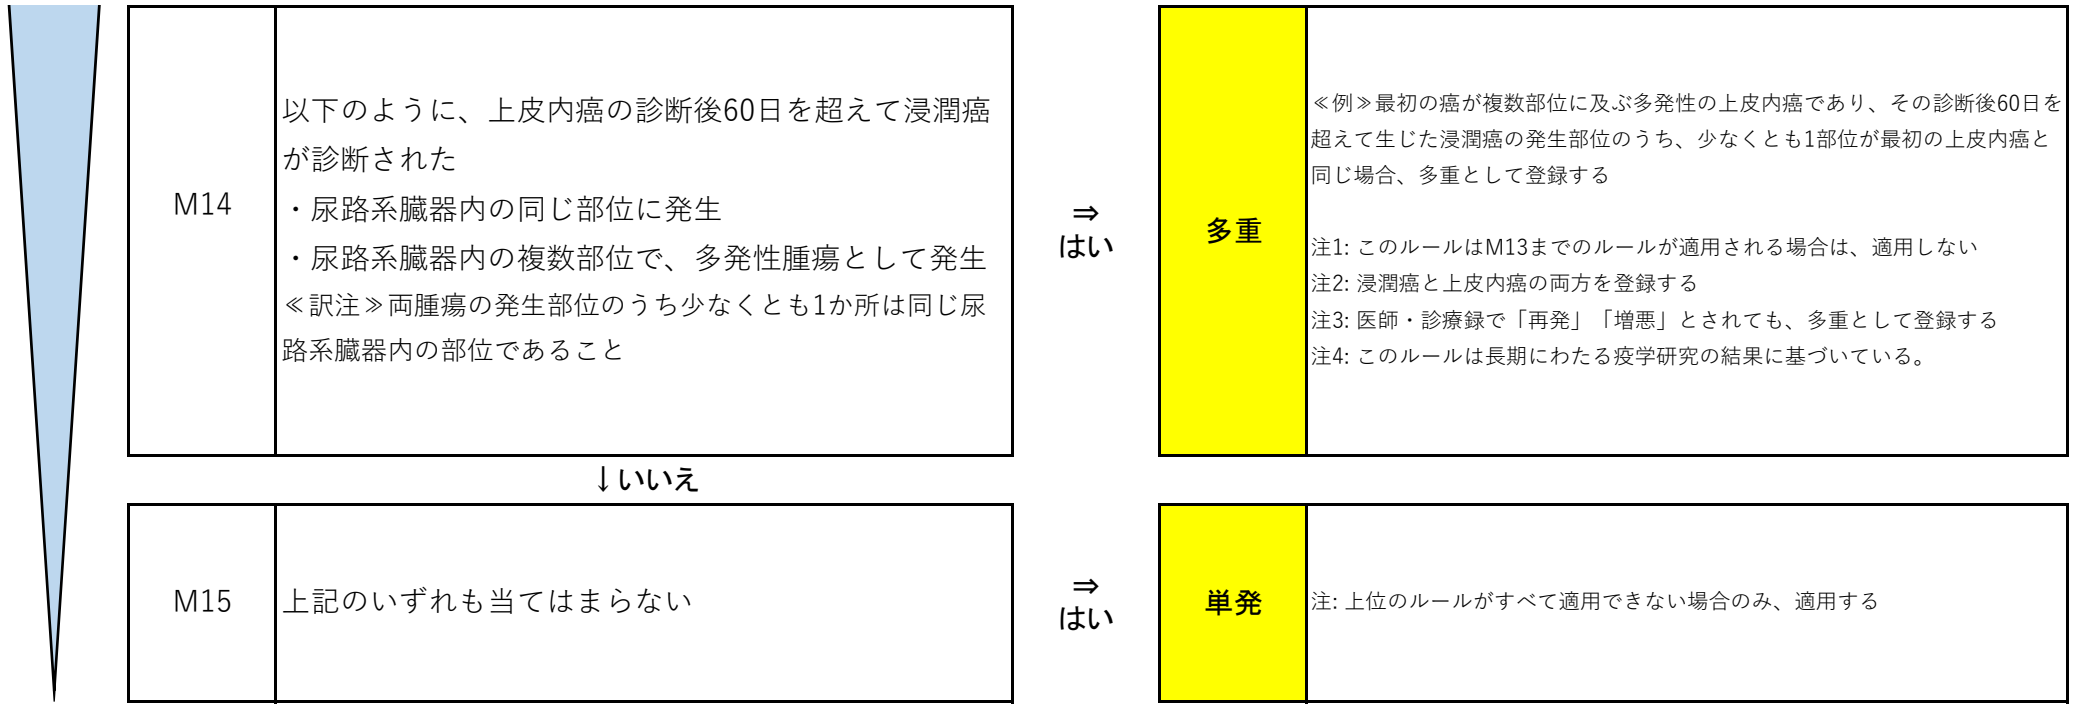 M14
以下のように、上皮内癌の診断後60日を超えて浸潤癌
が診断された
・尿路系臓器内の同じ部位に発生
・尿路系臓器内の複数部位で、多発性腫瘍として発生
≪訳注≫両腫瘍の発生部位のうち少なくとも1か所は同じ尿
路系臓器内の部位であること
⇒
はい
多重
≪例≫最初の癌が複数部位に及ぶ多発性の上皮内癌であり、その診断後60日を
超えて生じた浸潤癌の発生部位のうち、少なくとも1部位が最初の上皮内癌と
同じ場合、多重として登録する
注1: このルールはM13までのルールが適用される場合は、適用しない
注2: 浸潤癌と上皮内癌の両方を登録する
注3: 医師・診療録で「再発」「増悪」とされても、多重として登録する
注4: このルールは長期にわたる疫学研究の結果に基づいている。
↓いいえ
M15
上記のいずれも当てはまらない
⇒
はい
単発
注: 上位のルールがすべて適用できない場合のみ、適用する